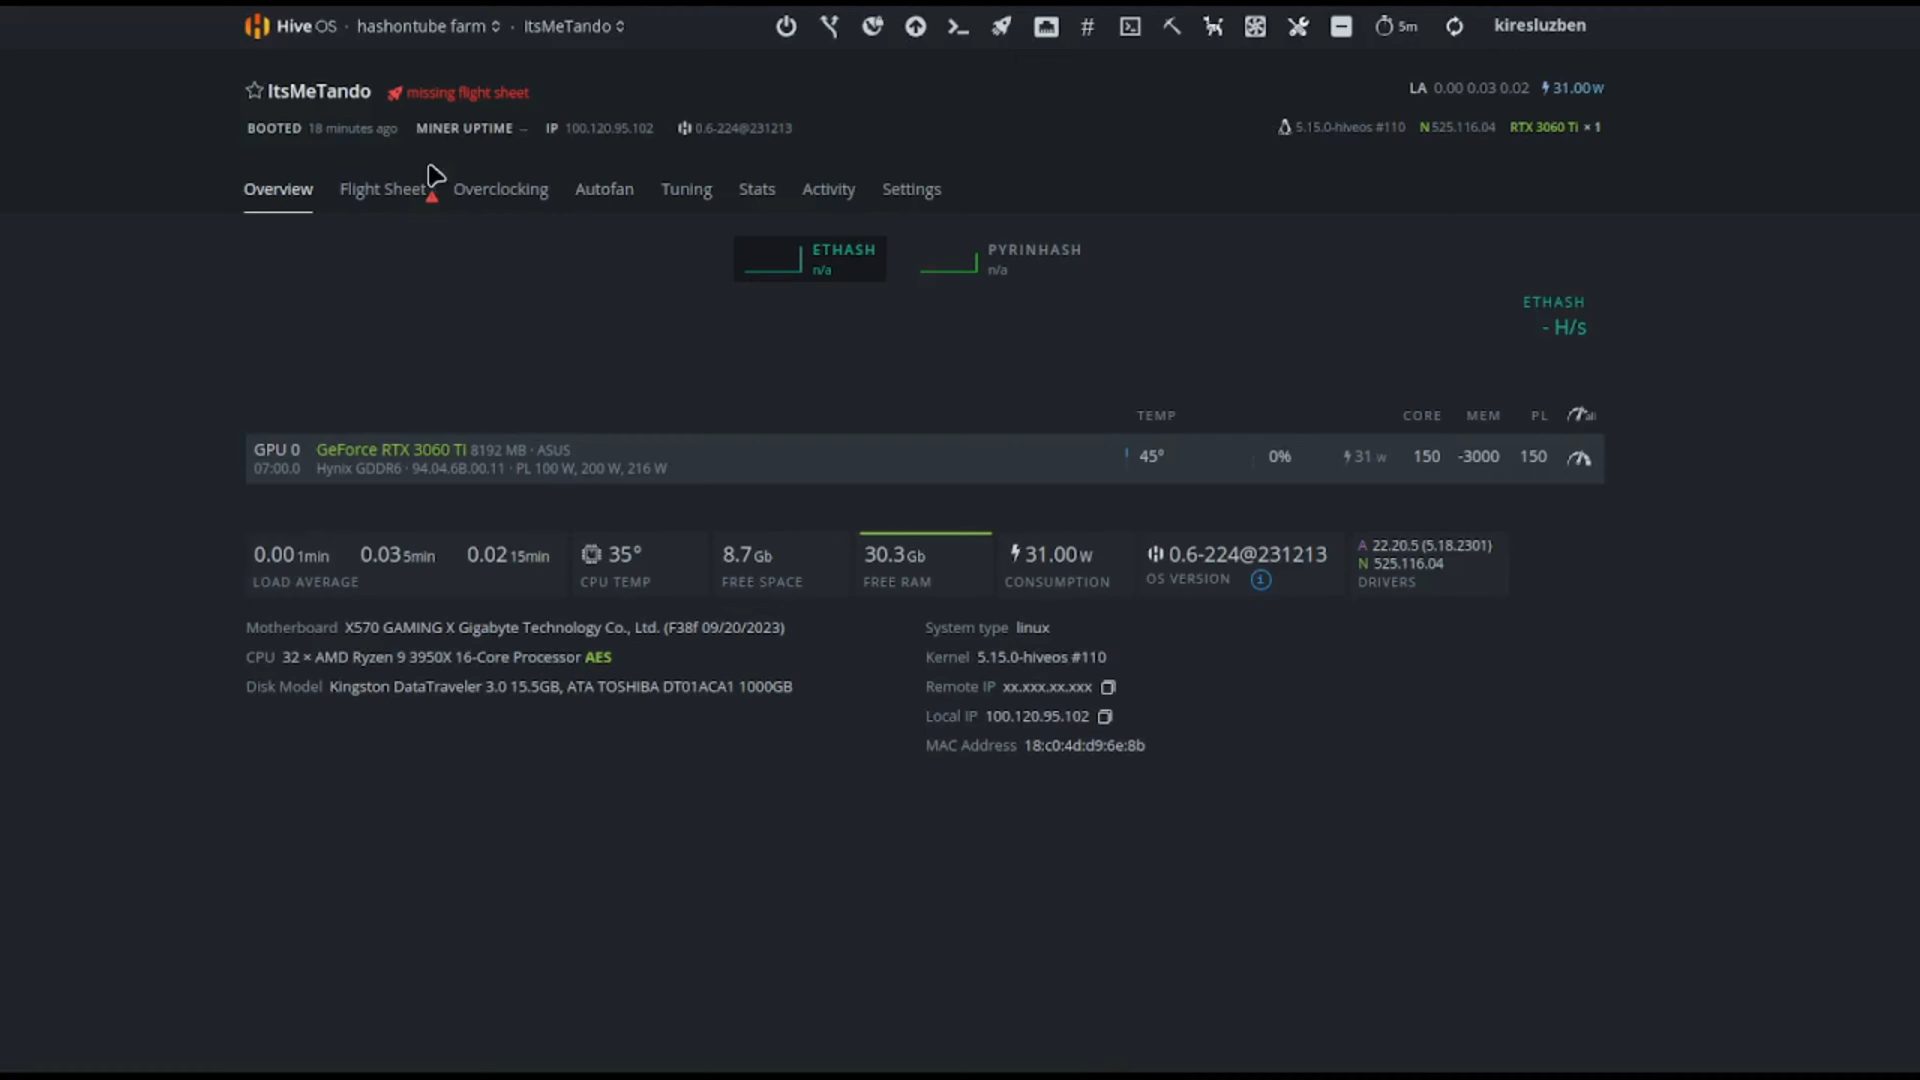 Hive OS · hashontube farm · ItsMeTando 5m kiresluzben
ItsMeTando missing flight sheet LA 0.00 0.03 0.02 31.00 W
BOOTED 18 minutes ago MINER UPTIME – IP 100.120.95.102 0.6-224@231213 5.15.0-hiveos #110 N 525.116.04 RTX 3060 Ti × 1
Overview Flight Sheet Overclocking Autofan Tuning Stats Activity Settings
ETHASH PYRINHASH
n/a n/a
ETHASH
- H/s
TEMP CORE MEM PL all
GPU 0 GeForce RTX 3060 Ti 8192 MB · ASUS 45° 0% 31 W 150 -3000 150
07:00.0 Hynix GDDR6 · 94.04.6B.00.11 · PL 100 W, 200 W, 216 W
0.00 1min 0.03 5min 0.02 15min 35° 8.7 Gb 30.3 Gb 31.00 W 0.6-224@231213 A 22.20.5 (5.18.2301)
N 525.116.04
LOAD AVERAGE CPU TEMP FREE SPACE FREE RAM CONSUMPTION OS VERSION DRIVERS
Motherboard X570 GAMING X Gigabyte Technology Co., Ltd. (F38f 09/20/2023) System type linux
CPU 32 × AMD Ryzen 9 3950X 16-Core Processor AES Kernel 5.15.0-hiveos #110
Disk Model Kingston DataTraveler 3.0 15.5GB, ATA TOSHIBA DT01ACA1 1000GB Remote IP xx.xxx.xx.xxx
Local IP 100.120.95.102
MAC Address 18:c0:4d:d9:6e:8b